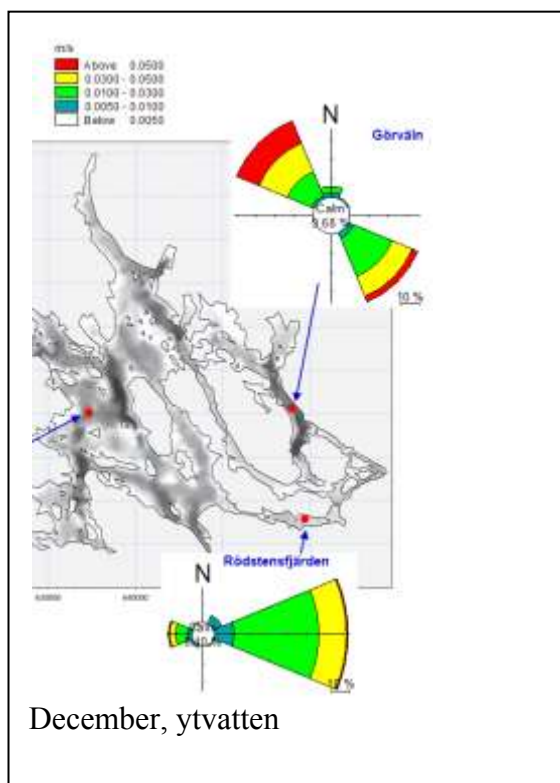 m/s
Above 0.0500
0.0300 - 0.0500
0.0100 - 0.0300
0.0050 - 0.0100
Below 0.0050
N
Görväln
Calm
10 %
Rödstensfjärden
N
10 %
December, ytvatten